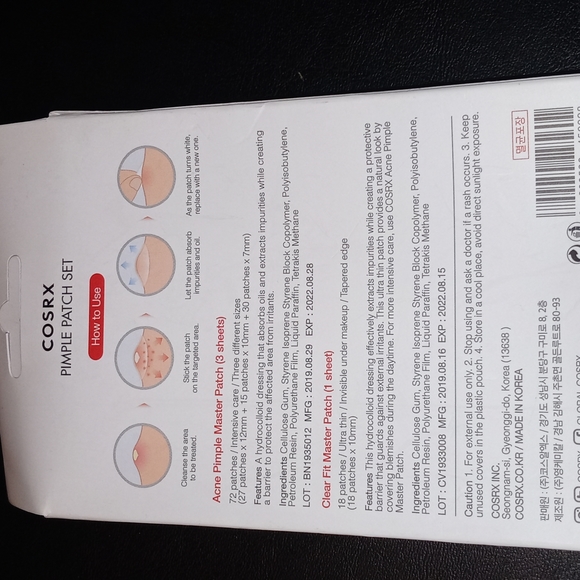 COSRX
PIMPLE PATCH SET
How to Use
Cleanse the area
to be treated.
Stick the patch
on the targeted area.
Let the patch absorb
impurities and oil.
As the patch turns white,
replace with a new one.
Acne Pimple Master Patch (3 sheets)
72 patches / Intensive care / Three different sizes
(27 patches x 12mm + 15 patches x 10mm + 30 patches x 7mm)
Features A hydrocolloid dressing that absorbs oils and extracts impurities while creating
a barrier to protect the affected area from irritants.
Ingredients Cellulose Gum, Styrene Isoprene Styrene Block Copolymer, Polyisobutylene,
Petroleum Resin, Polyurethane Film, Liquid Paraffin, Tetrakis Methane
LOT : BN1935012 MFG : 2019.08.29 EXP : 2022.08.28
Clear Fit Master Patch (1 sheet)
18 patches / Ultra thin / Invisible under makeup / Tapered edge
(18 patches x 10mm)
Features This hydrocolloid dressing effectively extracts impurities while creating a protective
barrier that guards against external irritants. This ultra thin patch provides a natural look by
covering blemishes during the daytime. For more intensive care, use COSRX Acne Pimple
Master Patch.
Ingredients Cellulose Gum, Styrene Isoprene Styrene Block Copolymer, Polyisobutylene,
Petroleum Resin, Polyurethane Film, Liquid Paraffin, Tetrakis Methane
LOT : CV1933008 MFG : 2019.08.16 EXP : 2022.08.15
Caution 1. For external use only. 2. Stop using and ask a doctor if a rash occurs. 3. Keep
unused covers in the plastic pouch. 4. Store in a cool place, avoid direct sunlight exposure.
COSRX INC.
Seongnam-si, Gyeonggi-do, Korea (13638)
COSRX.CO.KR / MADE IN KOREA
멸균포장
판매원 : (주)코스알엑스 / 경기도 성남시 분당구 구미로 8, 2층
제조원 : (주)하이케미칼 / 경남 김해시 주촌면 골든루트로 80-93